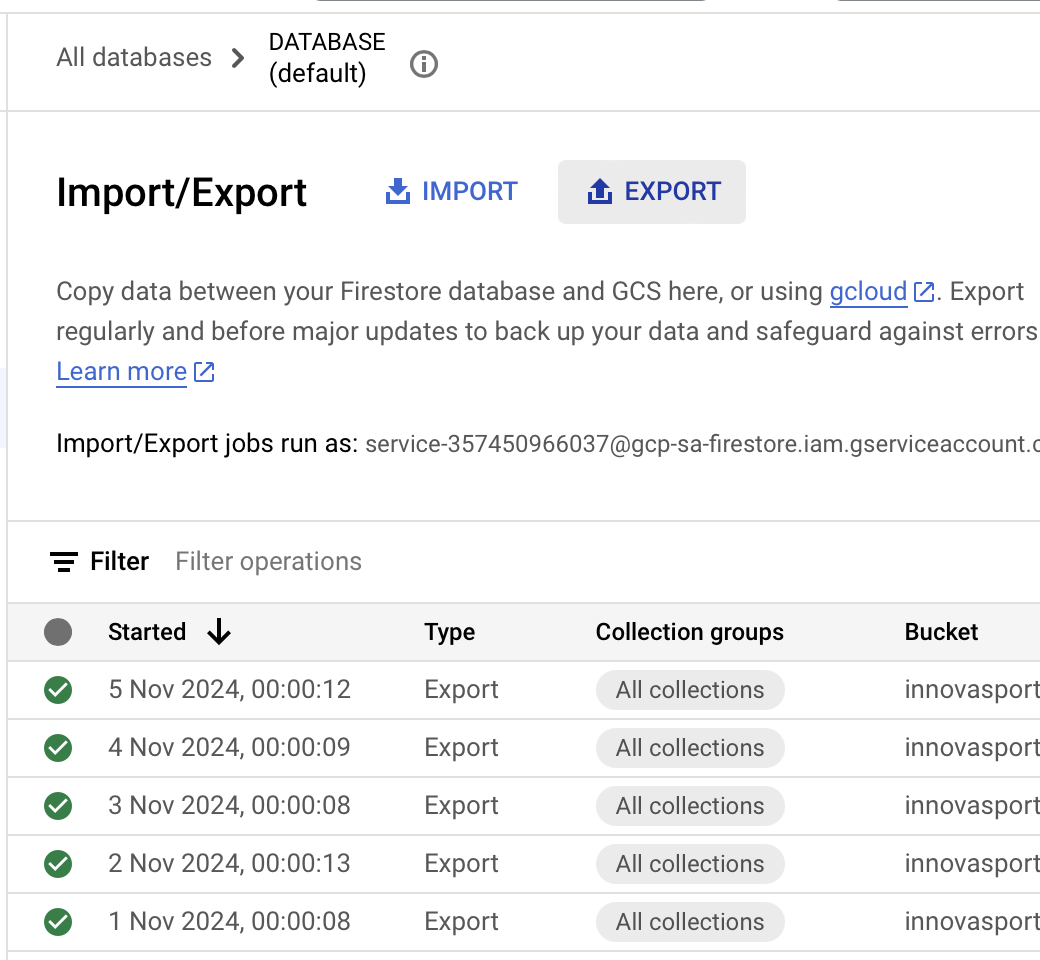 All databases
DATABASE
(default)
Import/Export
IMPORT
EXPORT
Copy data between your Firestore database and GCS here, or using gcloud. Export
regularly and before major updates to back up your data and safeguard against errors
Learn more
Import/Export jobs run as: service-357450966037@gcp-sa-firestore.iam.gserviceaccount.c
Filter Filter operations
Started Type Collection groups Bucket
5 Nov 2024, 00:00:12 Export All collections innovasport
4 Nov 2024, 00:00:09 Export All collections innovasport
3 Nov 2024, 00:00:08 Export All collections innovasport
2 Nov 2024, 00:00:13 Export All collections innovasport
1 Nov 2024, 00:00:08 Export All collections innovasport